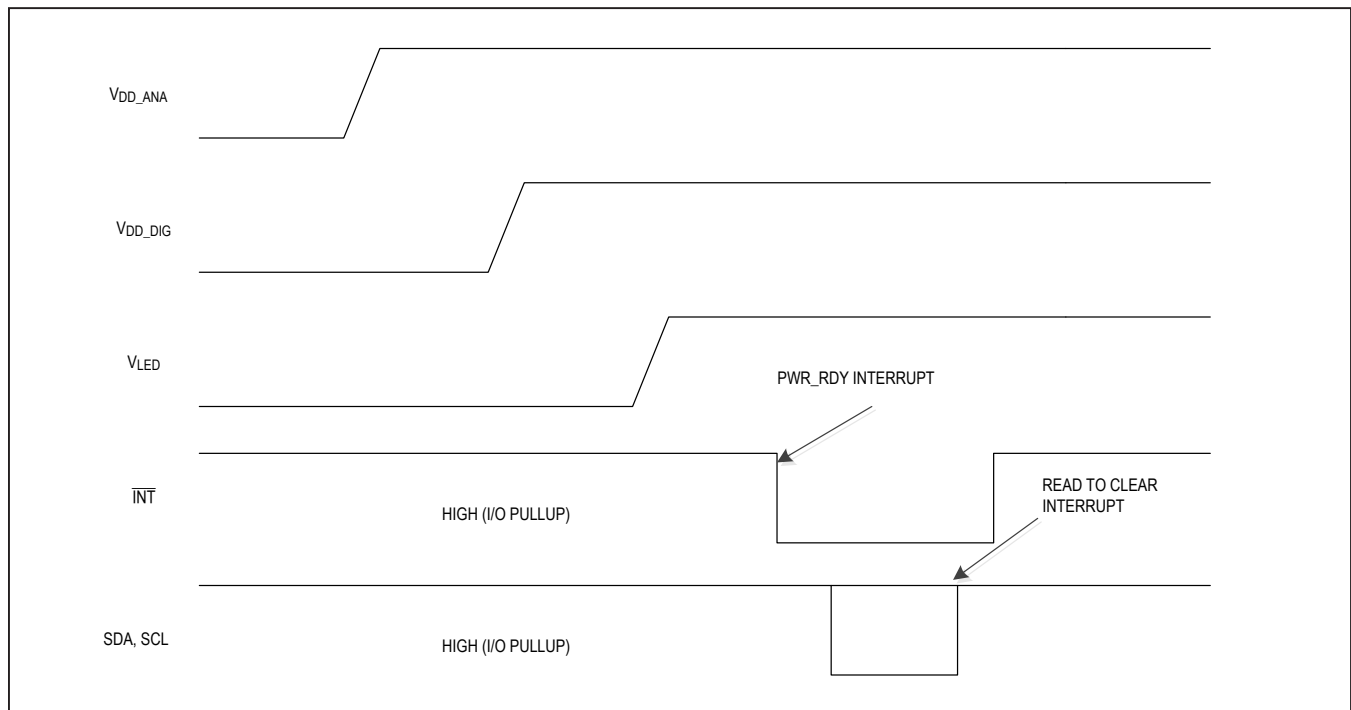 VDD_ANA
VDD_DIG
VLED
PWR_RDY INTERRUPT
INT
HIGH (I/O PULLUP)
READ TO CLEAR
INTERRUPT
SDA, SCL
HIGH (I/O PULLUP)